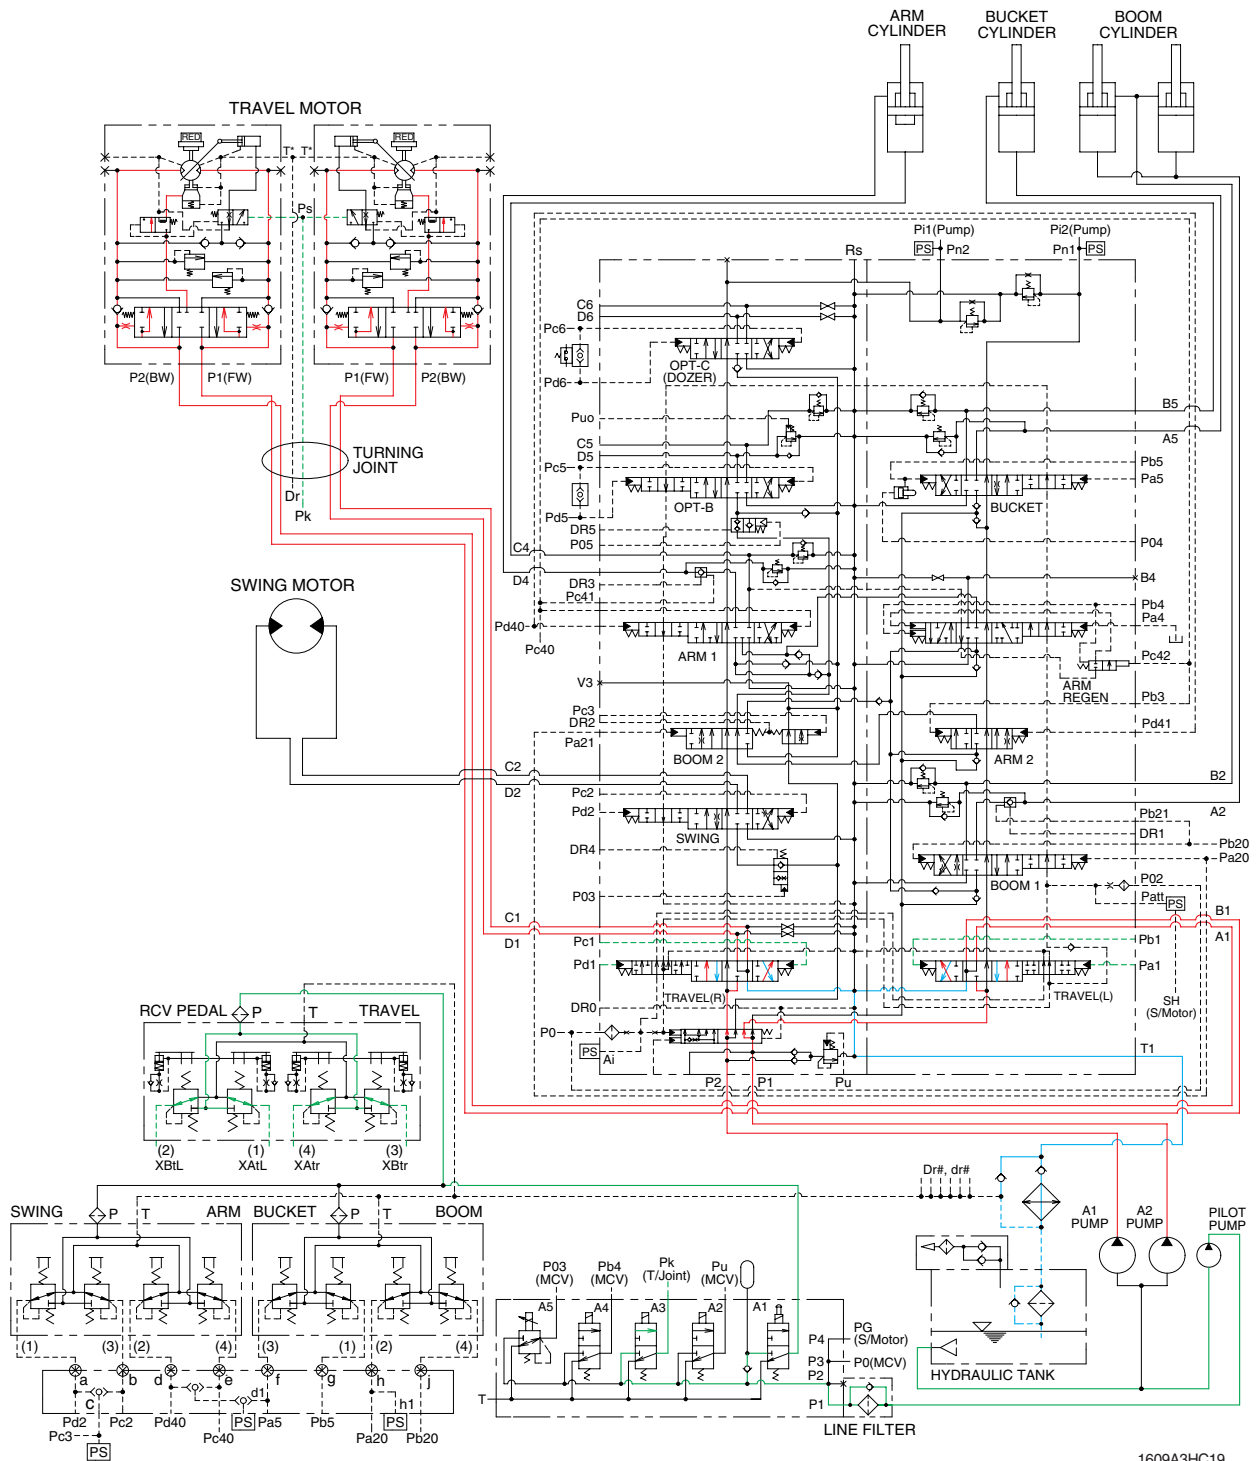 ARM
CYLINDER
BUCKET
CYLINDER
BOOM
CYLINDER
TRAVEL MOTOR
RED
RED
T* T*
Ps
P2(BW) P1(FW)
P1(FW) P2(BW)
TURNING
JOINT
Dr
Pk
SWING MOTOR
Rs
Pi1(Pump)
PS
Pn2
Pi2(Pump)
Pn1
PS
C6
D6
Pc6
Pd6
OPT-C
(DOZER)
Puo
C5
D5
Pc5
Pd5
OPT-B
DR5
P05
C4
D4
DR3
Pc41
Pd40
Pc40
ARM 1
V3
Pc3
DR2
Pa21
BOOM 2
C2
D2
Pc2
Pd2
SWING
DR4
P03
C1
D1
Pc1
Pd1
TRAVEL(R)
DR0
P0
PS
Ai
P2
P1
Pu
B5
A5
Pb5
Pa5
BUCKET
P04
B4
Pb4
Pa4
Pc42
ARM
REGEN
Pb3
Pd41
ARM 2
B2
A2
Pb21
DR1
Pb20
Pa20
BOOM 1
P02
Patt
PS
B1
A1
Pb1
Pa1
TRAVEL(L)
SH
(S/Motor)
T1
RCV PEDAL
P
T
TRAVEL
(2)
XBtL
(1)
XAtL
(4)
XAtr
(3)
XBtr
SWING
P
T
ARM
BUCKET
P
T
BOOM
(1)
(3)
(2)
(4)
(3)
(1)
(2)
(4)
a
b
d
e
f
g
h
j
c
d1
h1
Pd2
Pc2
Pd40
PS
Pa5
Pb5
PS
Pc3
PS
Pc40
Pa20
Pb20
P03
(MCV)
Pb4
(MCV)
Pk
(T/Joint)
Pu
(MCV)
A5
A4
A3
A2
A1
T
P4
PG
(S/Motor)
P3
P0(MCV)
P2
P1
LINE FILTER
Dr#, dr#
A1
PUMP
A2
PUMP
PILOT
PUMP
HYDRAULIC TANK
1609A3HC19